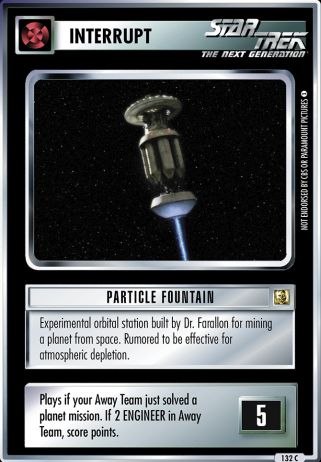 INTERRUPT
STAR TREK
THE NEXT GENERATION
NOT ENDORSED BY CBS OR PARAMOUNT PICTURES
PARTICLE FOUNTAIN
Experimental orbital station built by Dr. Farallon for mining
a planet from space. Rumored to be effective for
atmospheric depletion.
Plays if your Away Team just solved a
planet mission. If 2 ENGINEER in Away
Team, score points.
5
132 C